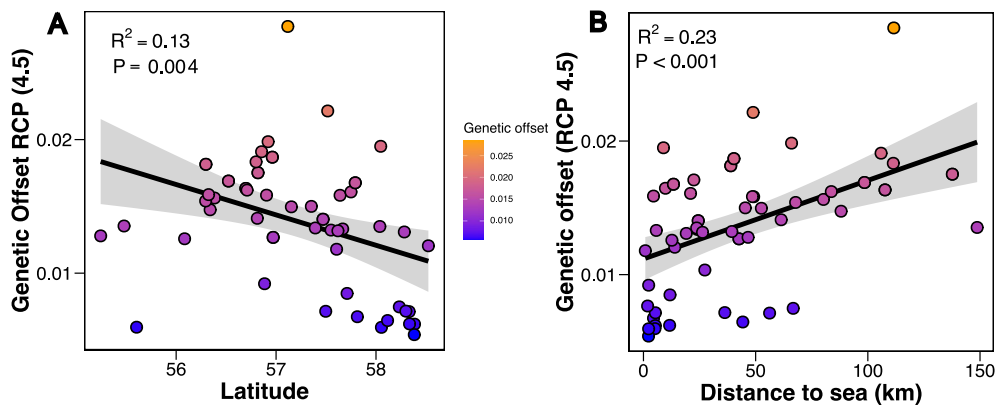 A
R² = 0.13
P = 0.004
Genetic Offset RCP (4.5)
0.02
0.01
56
57
58
Latitude
Genetic offset
0.025
0.020
0.015
0.010
B
R² = 0.23
P < 0.001
Genetic Offset (RCP 4.5)
0.02
0.01
0
50
100
150
Distance to sea (km)